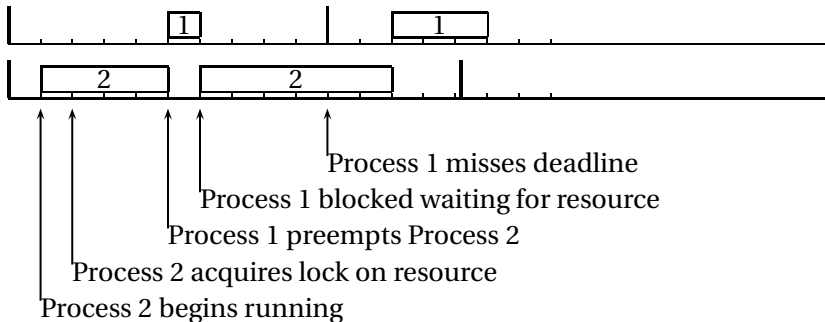 1 1
2 2
Process 1 misses deadline
Process 1 blocked waiting for resource
Process 1 preempts Process 2
Process 2 acquires lock on resource
Process 2 begins running